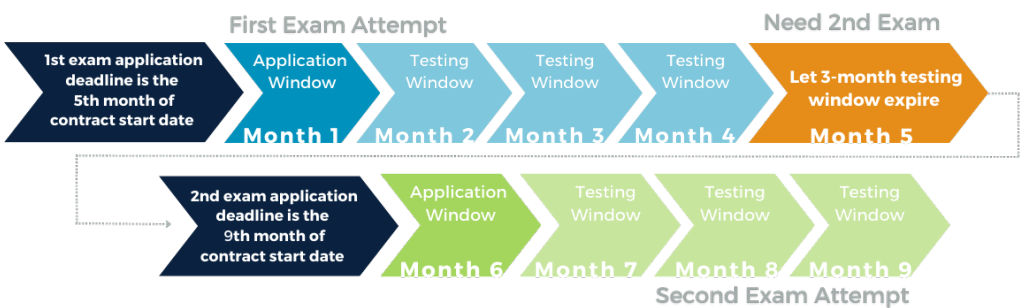 First Exam Attempt
Need 2nd Exam
1st exam application
deadline is the
5th month of
contract start date
Application
Window
Month 1
Testing
Window
Month 2
Testing
Window
Month 3
Testing
Window
Month 4
Let 3-month testing
window expire
Month 5
2nd exam application
deadline is the
9th month of
contract start date
Application
Window
Month 6
Testing
Window
Month 7
Testing
Window
Month 8
Testing
Window
Month 9
Second Exam Attempt